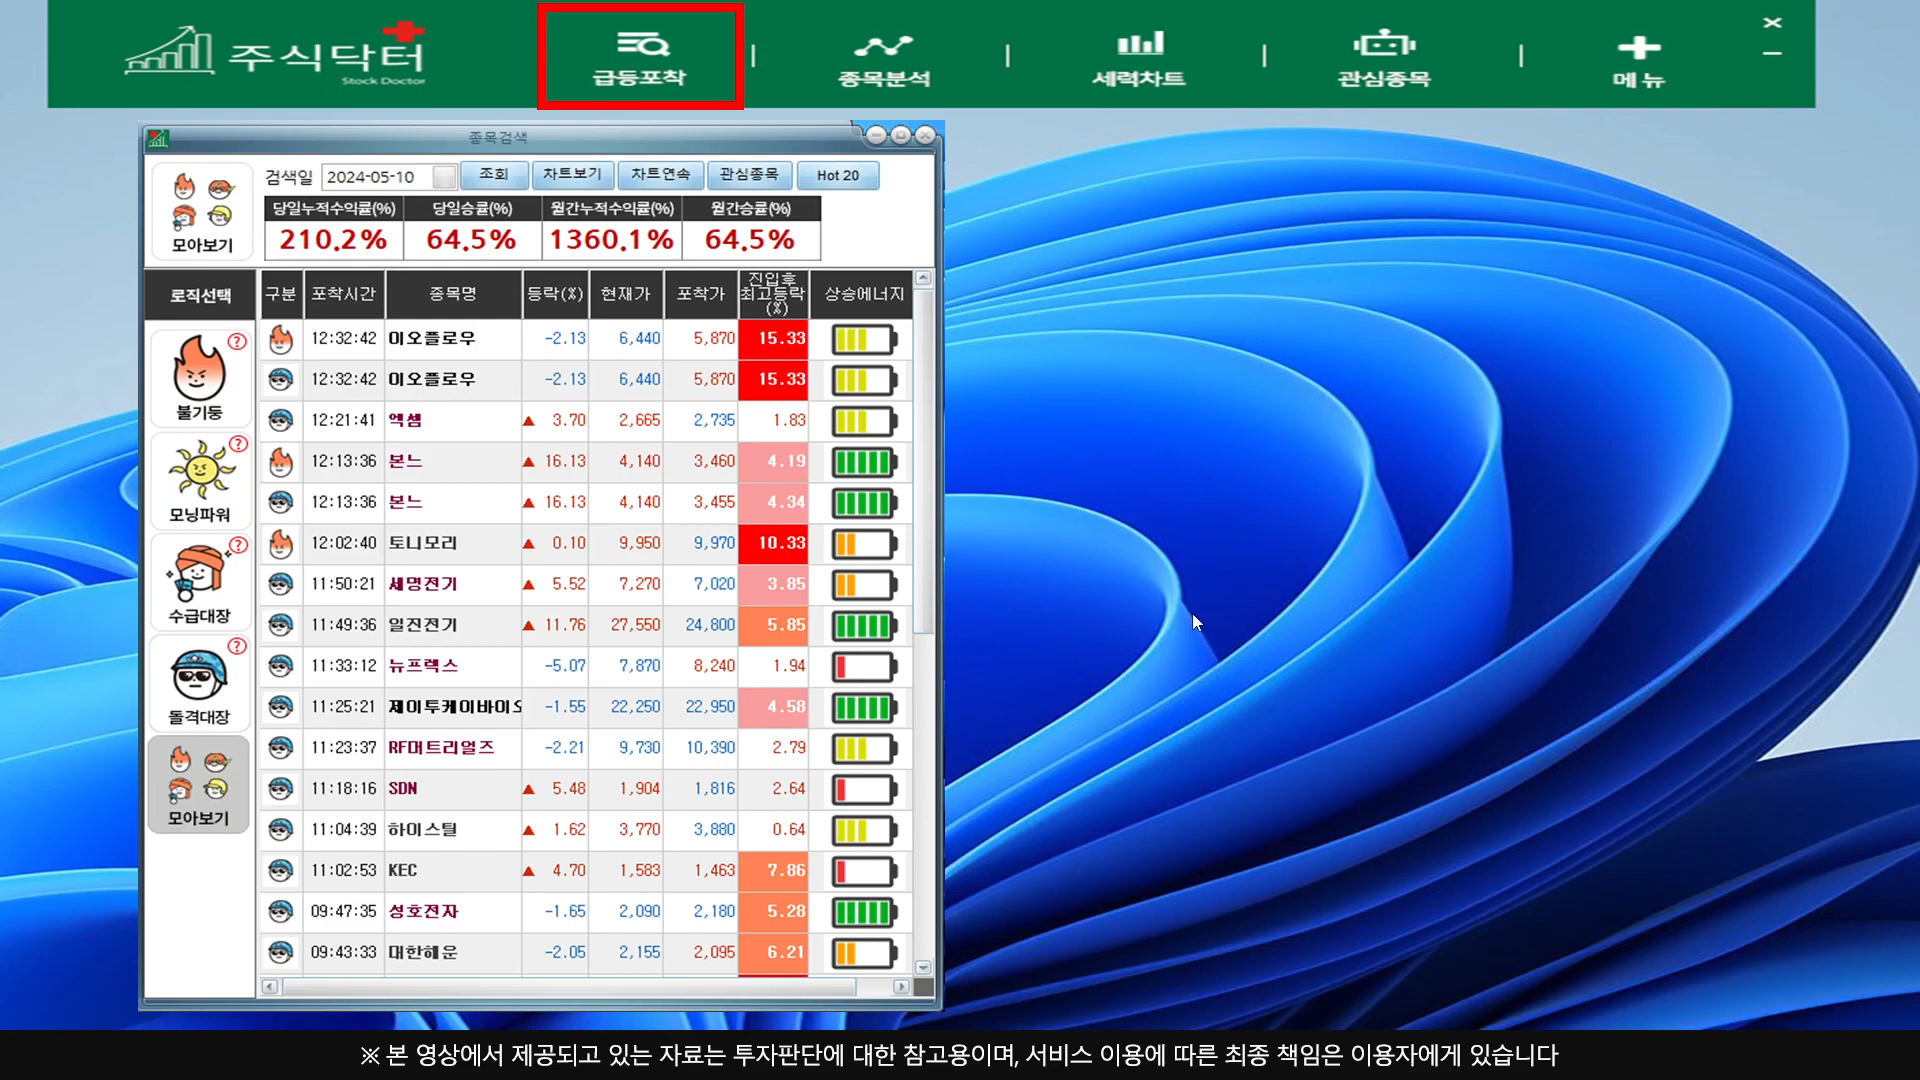 주식닥터
Stock Doctor
급등포착
종목분석
세력차트
관심종목
메뉴
종목검색
검색일 2024-05-10 조회 차트보기 차트연속 관심종목 Hot 20
모아보기
당일누적수익률(%) 당일승률(%) 월간누적수익률(%) 월간승률(%)
210.2% 64.5% 1360.1% 64.5%
로직선택
불기둥
모닝파워
수급대장
돌격대장
모아보기
구분 포착시간 종목명 등락(%) 현재가 포착가 진입후 최고등락 (%) 상승에너지
12:32:42 이오플로우 -2.13 6,440 5,870 15.33
12:32:42 이오플로우 -2.13 6,440 5,870 15.33
12:21:41 엑셈 ▲ 3.70 2,665 2,735 1.83
12:13:36 본느 ▲ 16.13 4,140 3,460 4.19
12:13:36 본느 ▲ 16.13 4,140 3,455 4.34
12:02:40 토니모리 ▲ 0.10 9,950 9,970 10.33
11:50:21 세명전기 ▲ 5.52 7,270 7,020 3.85
11:49:36 일진전기 ▲ 11.76 27,550 24,800 5.85
11:33:12 뉴프렉스 -5.07 7,870 8,240 1.94
11:25:21 제이투케이바이오 -1.55 22,250 22,950 4.58
11:23:37 RF머트리얼즈 -2.21 9,730 10,390 2.79
11:18:16 SDN ▲ 5.48 1,904 1,816 2.64
11:04:39 하이스틸 ▲ 1.62 3,770 3,880 0.64
11:02:53 KEC ▲ 4.70 1,583 1,463 7.86
09:47:35 성호전자 -1.65 2,090 2,180 5.28
09:43:33 대한해운 -2.05 2,155 2,095 6.21
※ 본 영상에서 제공되고 있는 자료는 투자판단에 대한 참고용이며, 서비스 이용에 따른 최종 책임은 이용자에게 있습니다